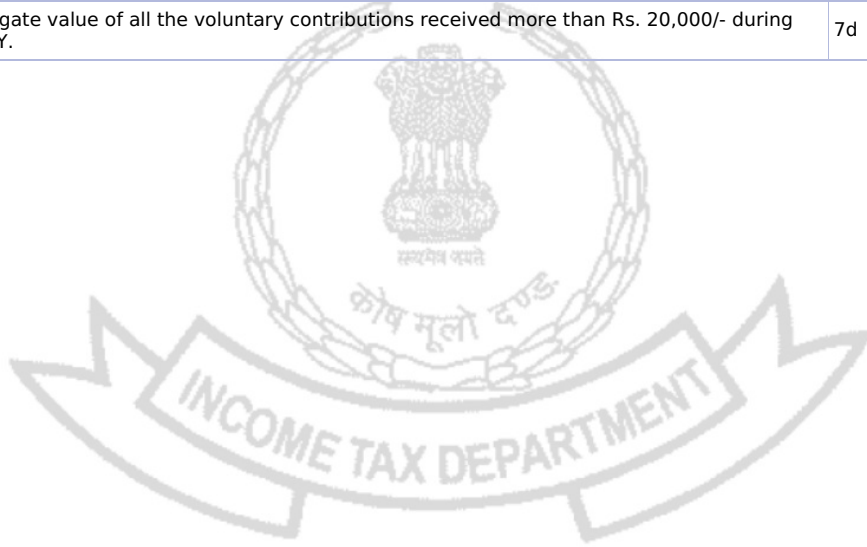 gate value of all the voluntary contributions received more than Rs. 20,000/- during
Y.
7d
सत्यमेव जयते
कोष मूलो दण्डः
INCOME TAX DEPARTMENT